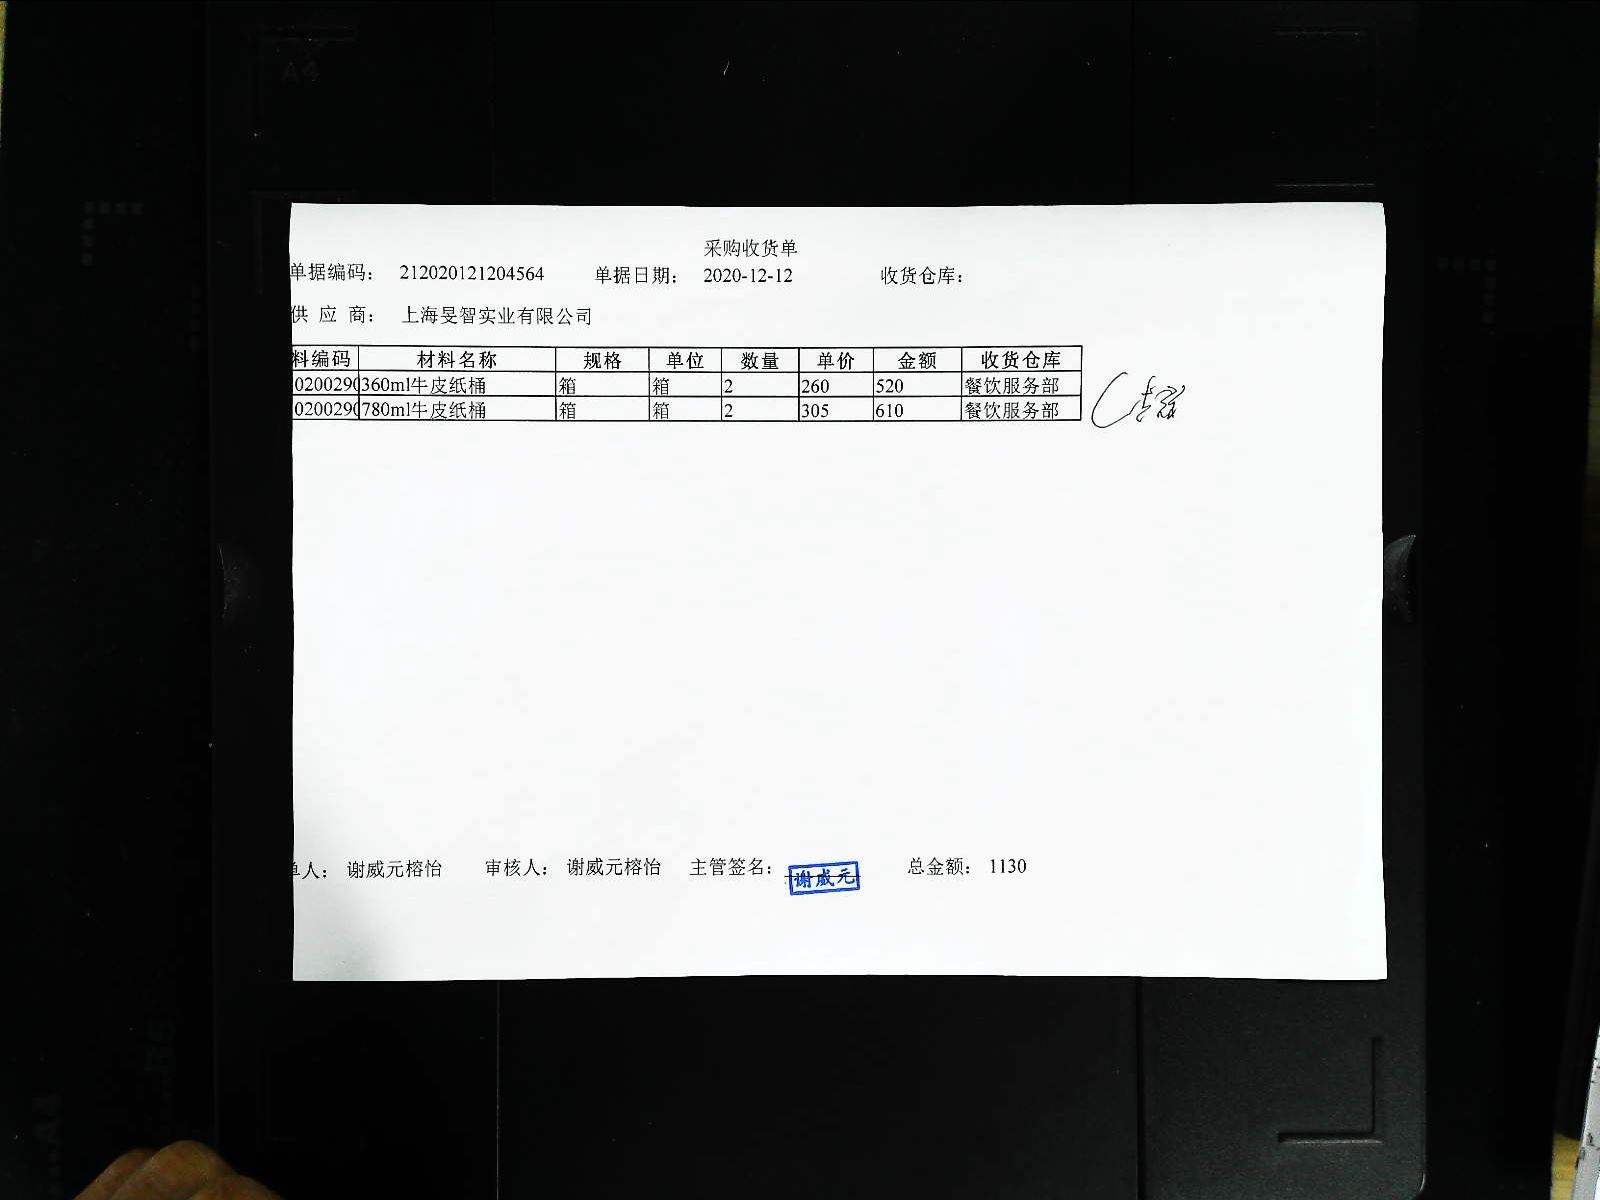 采购收货单
单据编码： 212020121204564 单据日期： 2020-12-12 收货仓库：
供 应 商： 上海旻智实业有限公司
料编码 材料名称 规格 单位 数量 单价 金额 收货仓库
0200290 360ml牛皮纸桶 箱 箱 2 260 520 餐饮服务部
0200290 780ml牛皮纸桶 箱 箱 2 305 610 餐饮服务部
单人： 谢威元榕怡 审核人： 谢威元榕怡 主管签名： 谢威元 总金额： 1130
A4